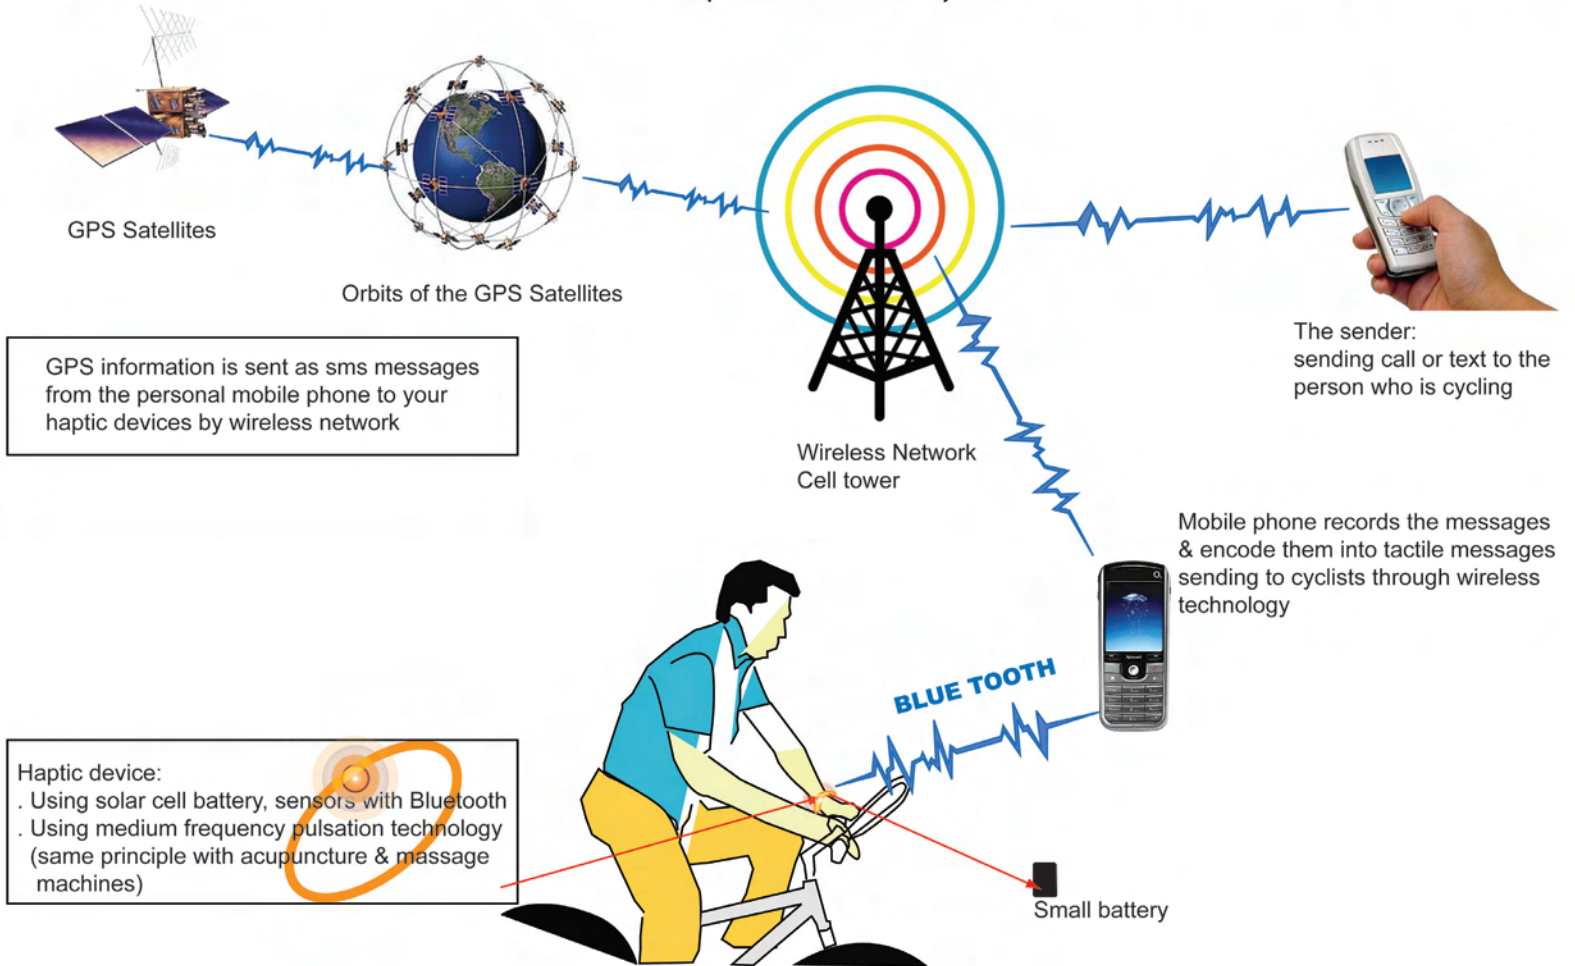 GPS Satellites
Orbits of the GPS Satellites
GPS information is sent as sms messages
from the personal mobile phone to your
haptic devices by wireless network
Wireless Network
Cell tower
The sender:
sending call or text to the
person who is cycling
Mobile phone records the messages
& encode them into tactile messages
sending to cyclists through wireless
technology
BLUE TOOTH
Haptic device:
. Using solar cell battery, sensors with Bluetooth
. Using medium frequency pulsation technology
(same principle with acupuncture & massage
machines)
Small battery